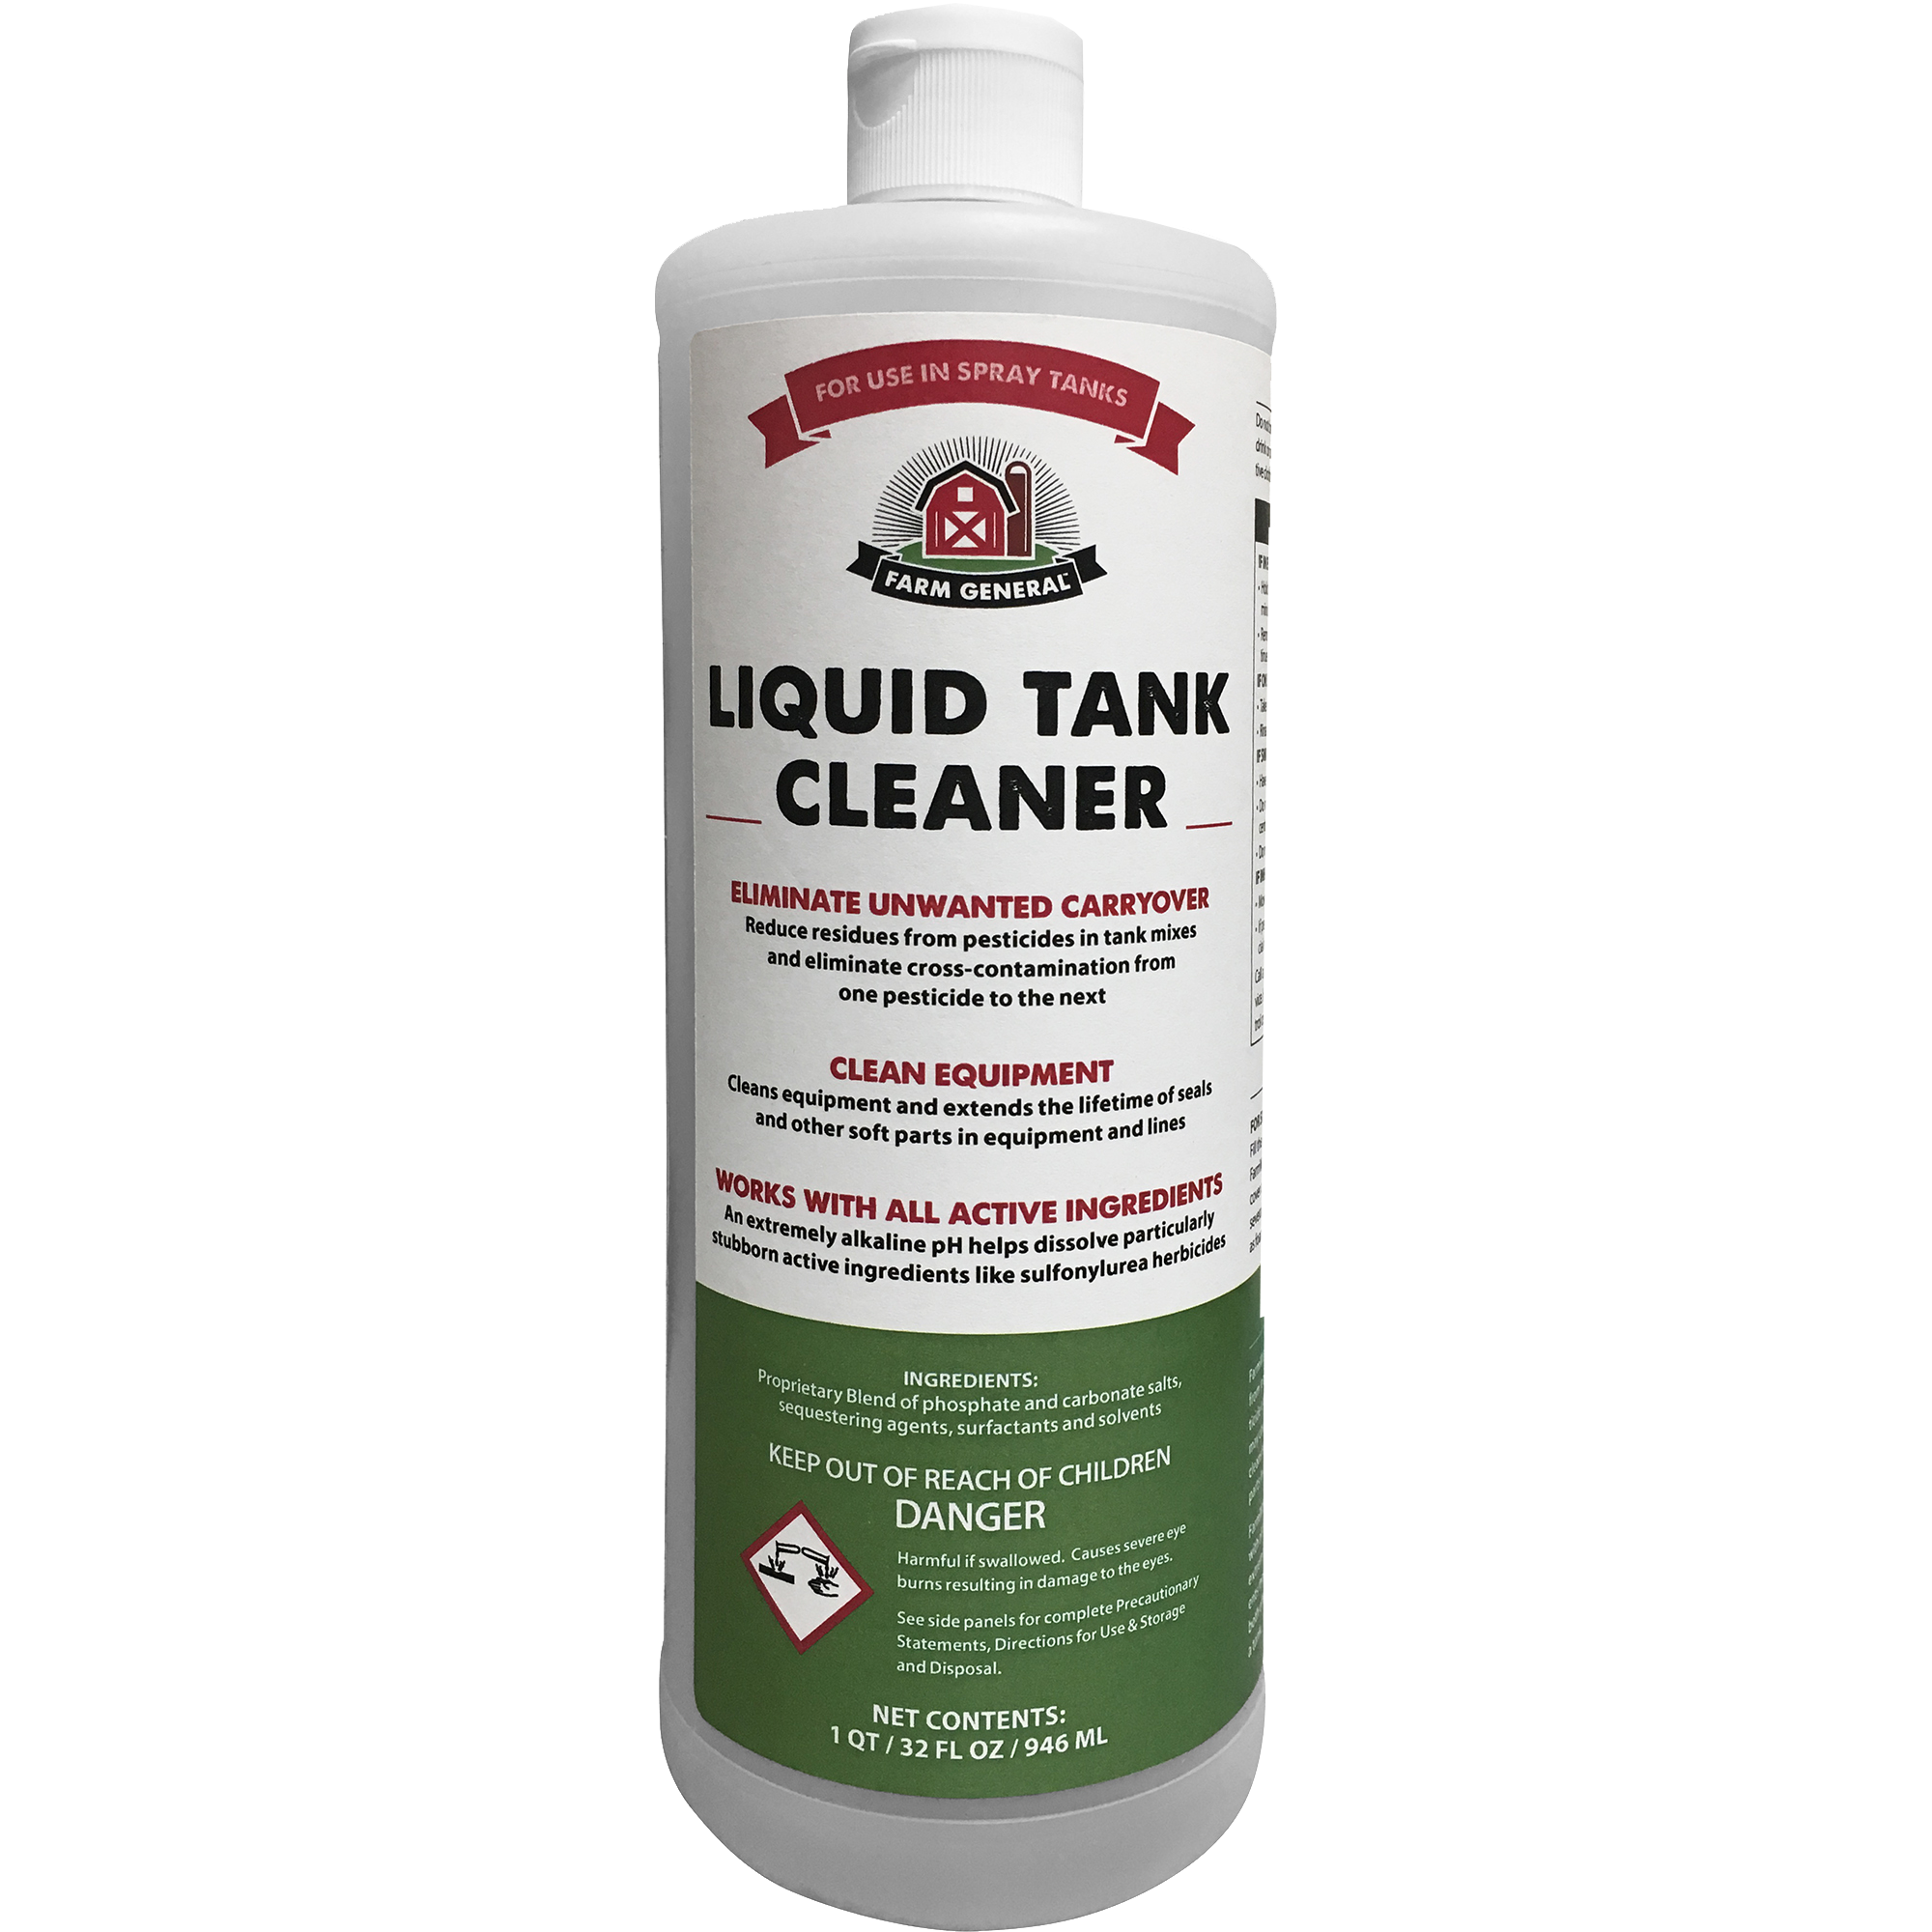 FOR USE IN SPRAY TANKS
FARM GENERAL™
LIQUID TANK
CLEANER
ELIMINATE UNWANTED CARRYOVER
Reduce residues from pesticides in tank mixes
and eliminate cross-contamination from
one pesticide to the next
CLEAN EQUIPMENT
Cleans equipment and extends the lifetime of seals
and other soft parts in equipment and lines
WORKS WITH ALL ACTIVE INGREDIENTS
An extremely alkaline pH helps dissolve particularly
stubborn active ingredients like sulfonylurea herbicides
INGREDIENTS:
Proprietary Blend of phosphate and carbonate salts,
sequestering agents, surfactants and solvents
KEEP OUT OF REACH OF CHILDREN
DANGER
Harmful if swallowed. Causes severe eye
burns resulting in damage to the eyes.
See side panels for complete Precautionary
Statements, Directions for Use & Storage
and Disposal.
NET CONTENTS:
1 QT / 32 FL OZ / 946 ML